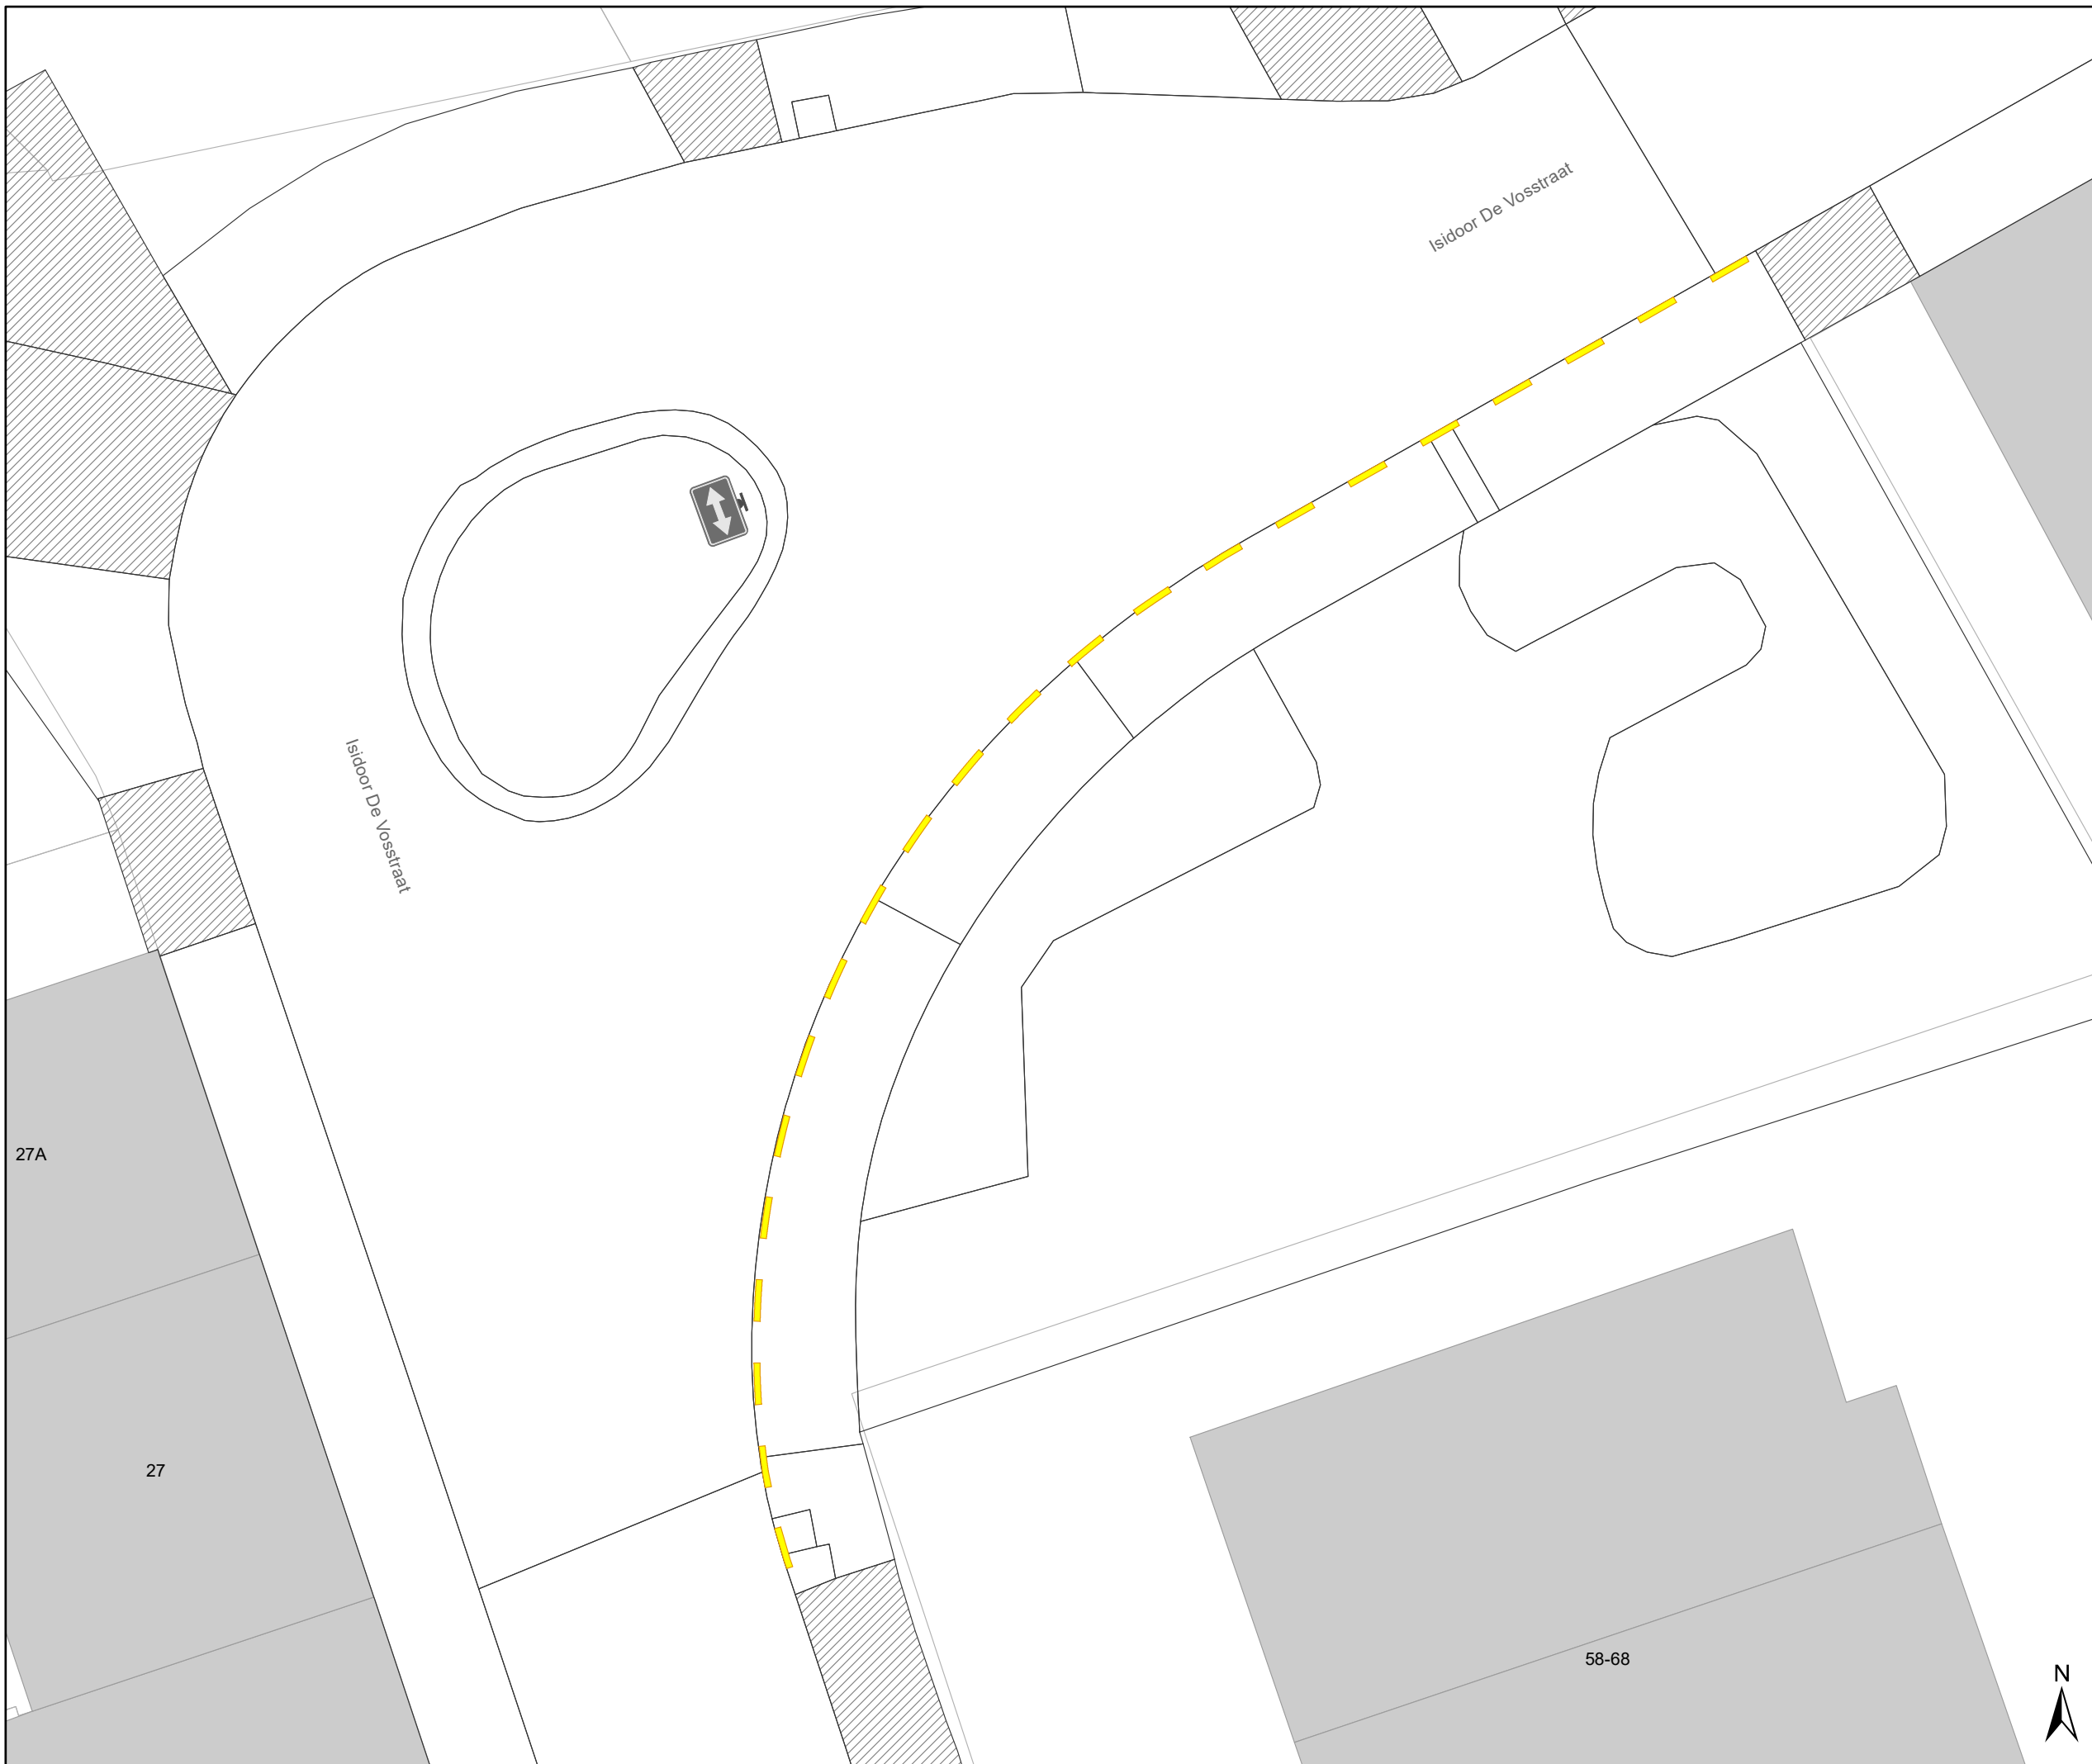 Isidoor De Vosstraat
Isidoor De Vosstraat
27A
27
58-68
N